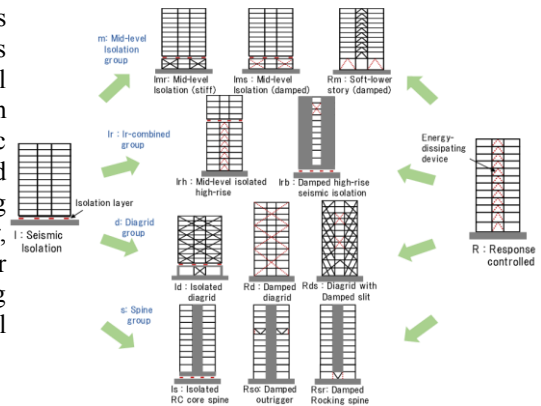 m: Mid-level
Isolation
group
Imr: Mid-level
Isolation (stiff)
Ims : Mid-level
Isolation (damped)
Rm : Soft-lower
story (damped)
Ir : Ir-combined
group
Irh : Mid-level isolated
high-rise
Irb : Damped high-rise
seismic isolation
Energy-
dissipating
device
Isolation layer
I : Seismic
Isolation
R : Response
controlled
d: Diagrid
group
Id : Isolated
diagrid
Rd : Damped
diagrid
Rds : Diagrid with
Damped slit
s: Spine
group
Is : Isolated
RC core spine
Rso: Damped
outrigger
Rsr: Damped
Rocking spine